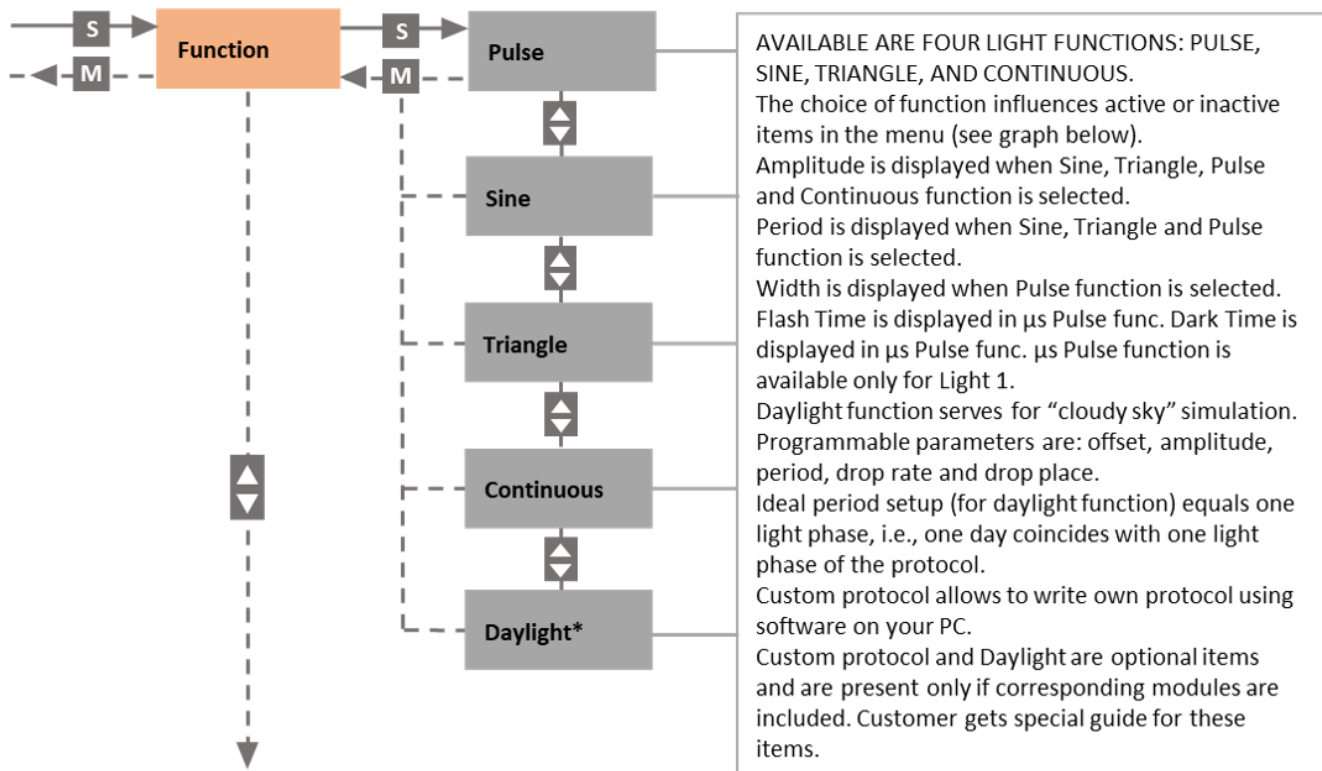 S
Function
M
S
M
Pulse
Sine
Triangle
Continuous
Daylight*
AVAILABLE ARE FOUR LIGHT FUNCTIONS: PULSE,
SINE, TRIANGLE, AND CONTINUOUS.
The choice of function influences active or inactive
items in the menu (see graph below).
Amplitude is displayed when Sine, Triangle, Pulse
and Continuous function is selected.
Period is displayed when Sine, Triangle and Pulse
function is selected.
Width is displayed when Pulse function is selected.
Flash Time is displayed in µs Pulse func. Dark Time is
displayed in µs Pulse func. µs Pulse function is
available only for Light 1.
Daylight function serves for “cloudy sky” simulation.
Programmable parameters are: offset, amplitude,
period, drop rate and drop place.
Ideal period setup (for daylight function) equals one
light phase, i.e., one day coincides with one light
phase of the protocol.
Custom protocol allows to write own protocol using
software on your PC.
Custom protocol and Daylight are optional items
and are present only if corresponding modules are
included. Customer gets special guide for these
items.